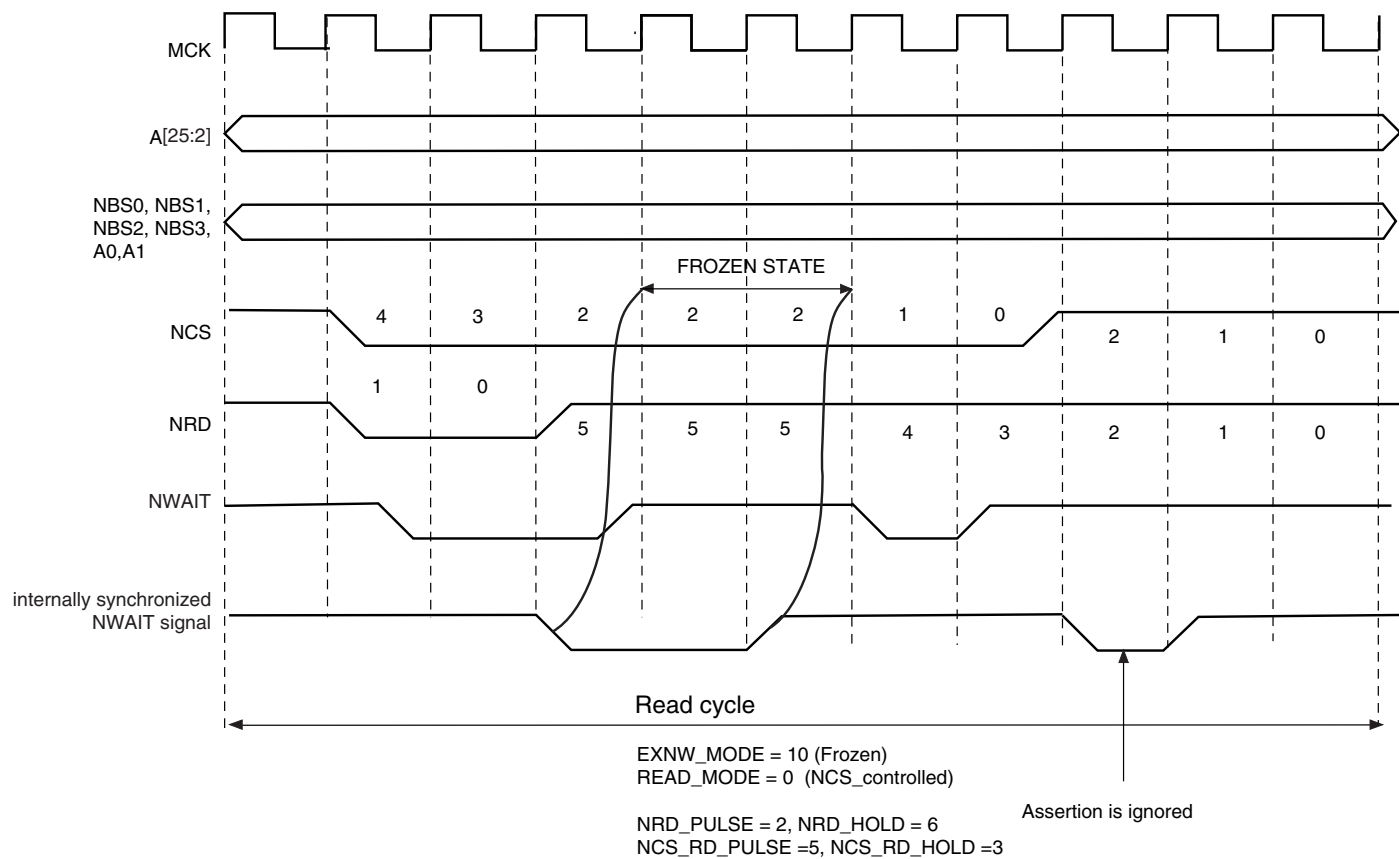 MCK
A[25:2]
NBS0, NBS1,
NBS2, NBS3,
A0,A1
FROZEN STATE
4 3 2 2 2 1 0
NCS
2 1 0
1 0
NRD
5 5 5 4 3 2 1 0
NWAIT
internally synchronized
NWAIT signal
Read cycle
EXNW_MODE = 10 (Frozen)
READ_MODE = 0 (NCS_controlled)
Assertion is ignored
NRD_PULSE = 2, NRD_HOLD = 6
NCS_RD_PULSE =5, NCS_RD_HOLD =3